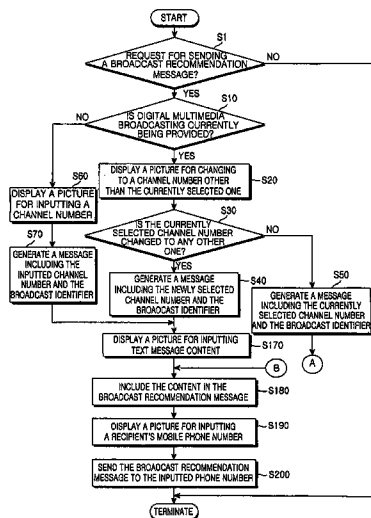 START
S1
REQUEST FOR SENDING
A BROADCAST RECOMMENDATION
MESSAGE?
NO
YES
S10
IS DIGITAL MULTIMEDIA
BROADCASTING CURRENTLY
BEING PROVIDED?
NO
YES
S20
DISPLAY A PICTURE FOR CHANGING
TO A CHANNEL NUMBER OTHER
THAN THE CURRENTLY SELECTED ONE
S60
DISPLAY A PICTURE
FOR INPUTTING A
CHANNEL NUMBER
S30
IS THE CURRENTLY
SELECTED CHANNEL NUMBER
CHANGED TO ANY OTHER
ONE?
NO
YES
S70
GENERATE A MESSAGE
INCLUDING THE
INPUTTED CHANNEL
NUMBER AND THE
BROADCAST IDENTIFIER
S40
GENERATE A MESSAGE
INCLUDING THE NEWLY SELECTED
CHANNEL NUMBER AND THE
BROADCAST IDENTIFIER
S50
GENERATE A MESSAGE
INCLUDING THE CURRENTLY
SELECTED CHANNEL NUMBER
AND THE BROADCAST IDENTIFIER
A
S170
DISPLAY A PICTURE FOR INPUTTING
TEXT MESSAGE CONTENT
B
S180
INCLUDE THE CONTENT IN THE
BROADCAST RECOMMENDATION MESSAGE
S190
DISPLAY A PICTURE FOR INPUTTING
A RECIPIENT'S MOBILE PHONE NUMBER
S200
SEND THE BROADCAST RECOMMENDATION
MESSAGE TO THE INPUTTED PHONE NUMBER
TERMINATE